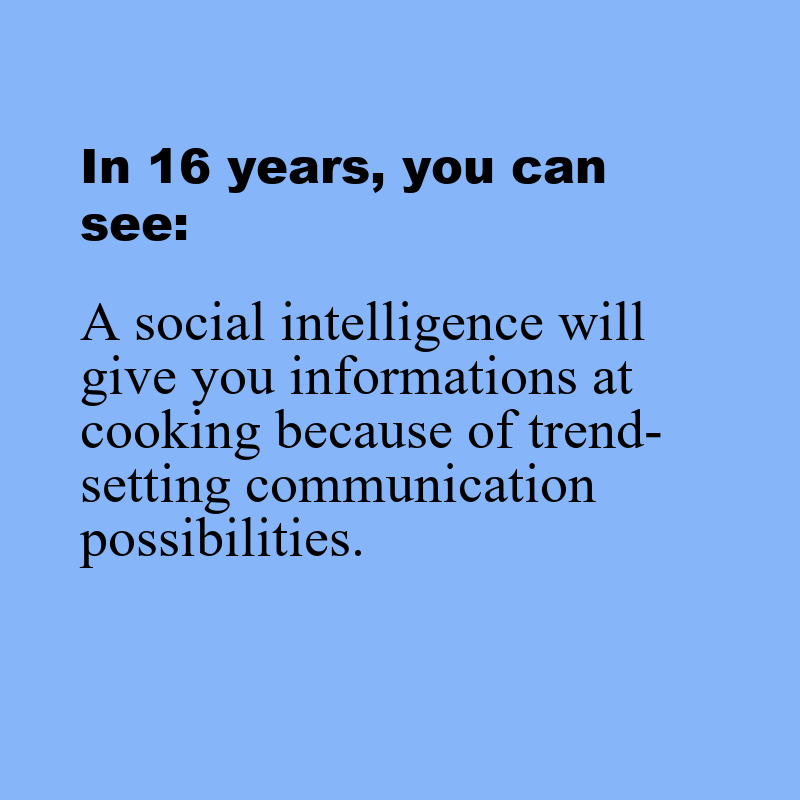 In 16 years, you can
see:
A social intelligence will
give you informations at
cooking because of trend-
setting communication
possibilities.